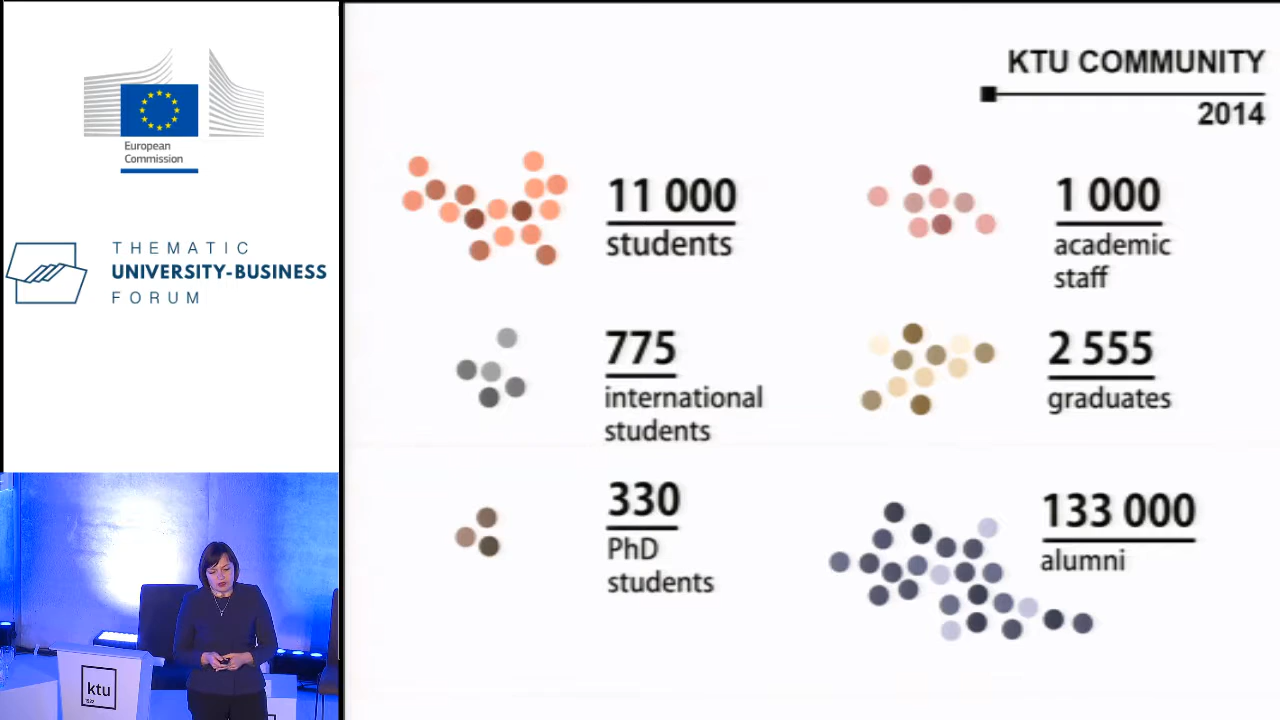 European
Commission
THEMATIC
UNIVERSITY-BUSINESS
FORUM
KTU COMMUNITY
2014
11 000
students
1 000
academic
staff
775
international
students
2 555
graduates
330
PhD
students
133 000
alumni
ktu